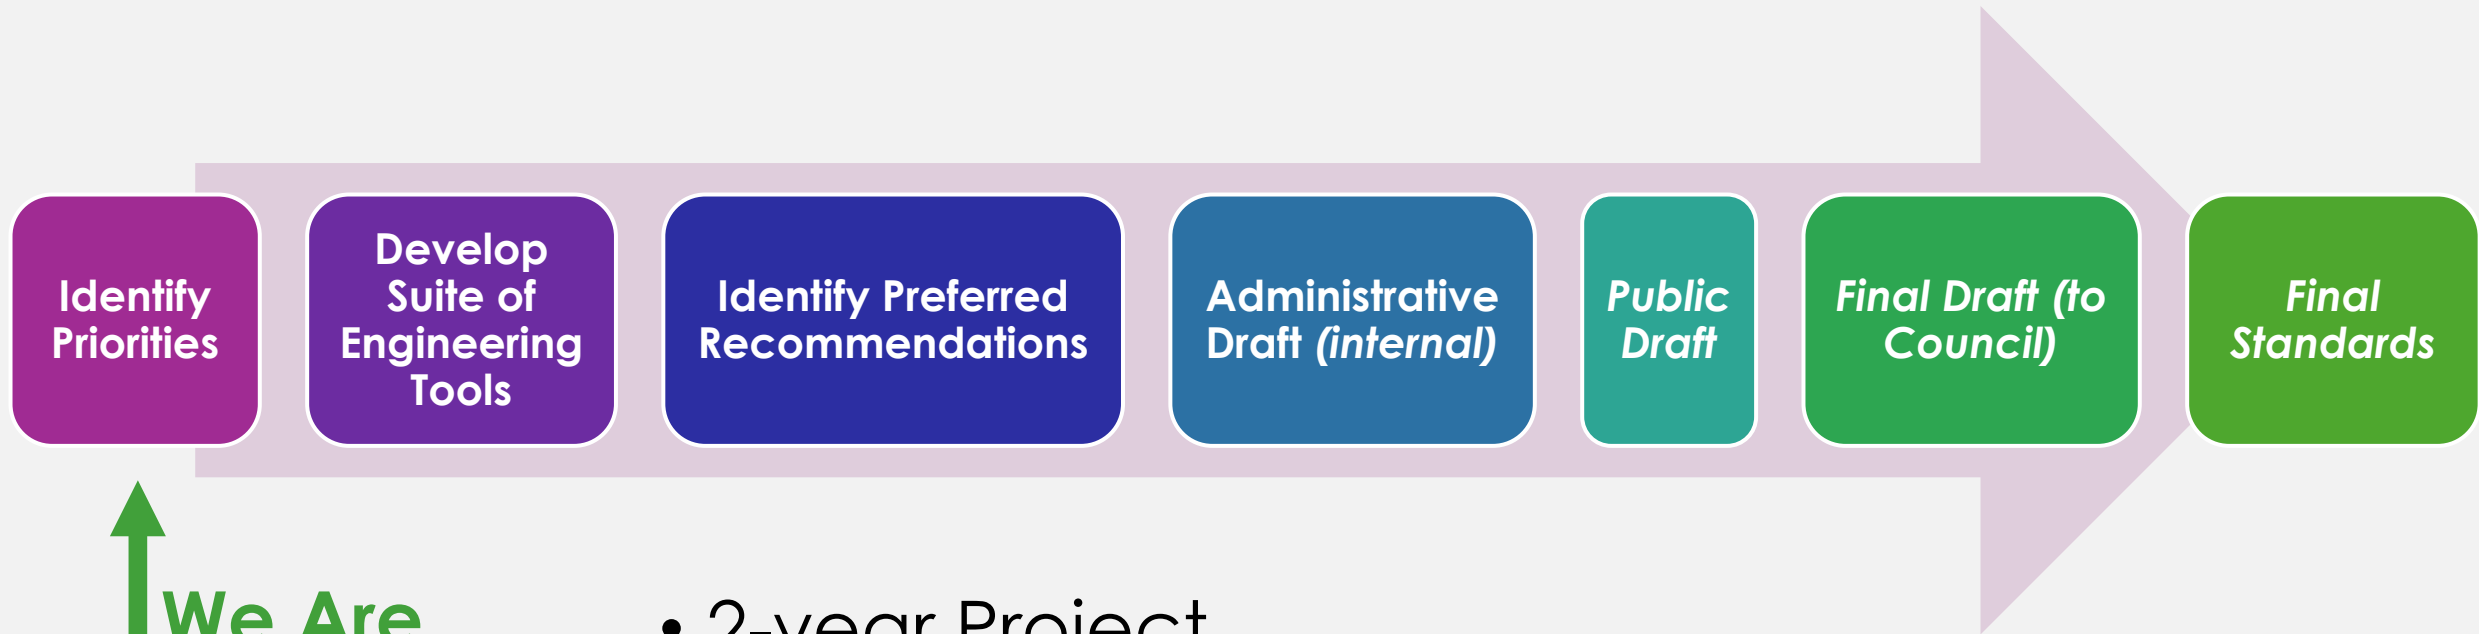 Identify
Priorities
Develop
Suite of
Engineering
Tools
Identify Preferred
Recommendations
Administrative
Draft (internal)
Public
Draft
Final Draft (to
Council)
Final
Standards
We Are
• 2-year Project